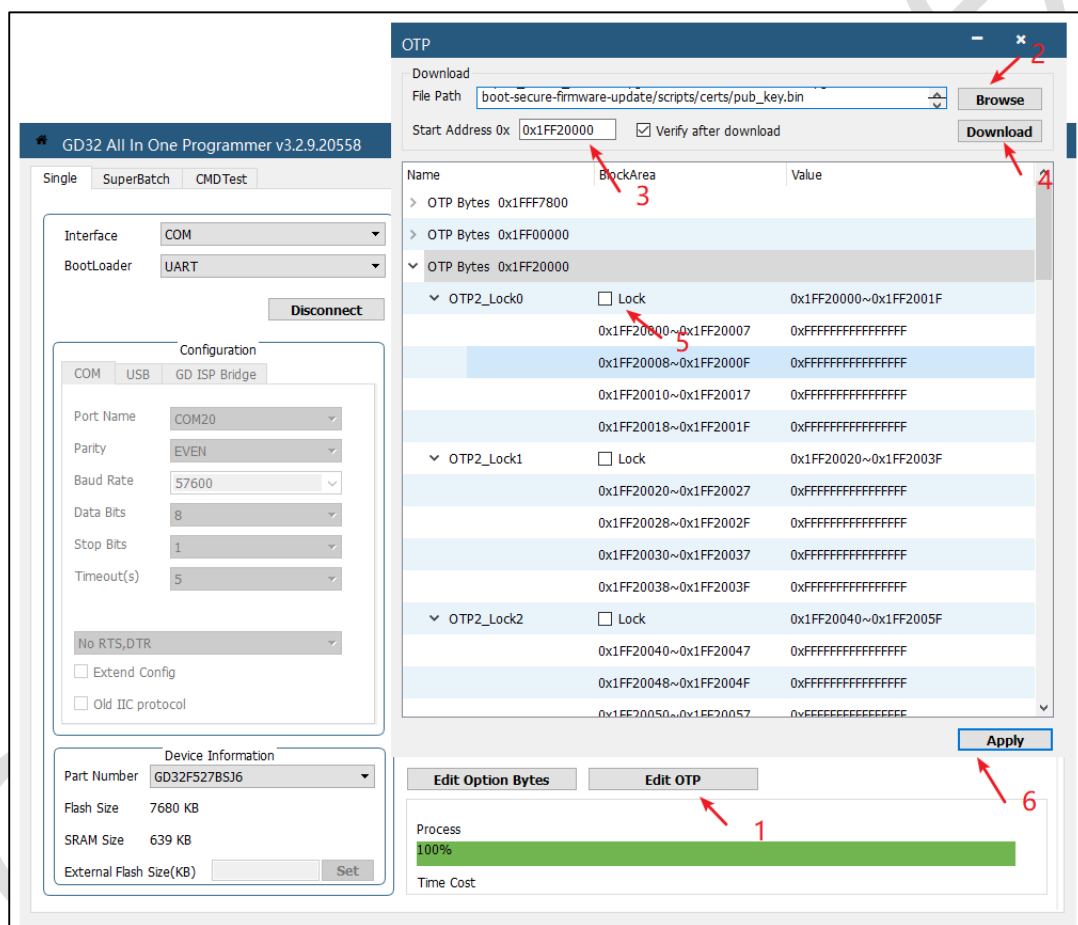 OTP
Download
File Path boot-secure-firmware-update/scripts/certs/pub_key.bin Browse 2
Start Address 0x 0x1FF20000 Verify after download Download
3
4
Name BlockArea Value
OTP Bytes 0x1FFF7800
OTP Bytes 0x1FF00000
OTP Bytes 0x1FF20000
OTP2_Lock0 Lock 0x1FF20000~0x1FF2001F
5
0x1FF20000~0x1FF20007 0xFFFFFFFFFFFFFFFF
0x1FF20008~0x1FF2000F 0xFFFFFFFFFFFFFFFF
0x1FF20010~0x1FF20017 0xFFFFFFFFFFFFFFFF
0x1FF20018~0x1FF2001F 0xFFFFFFFFFFFFFFFF
OTP2_Lock1 Lock 0x1FF20020~0x1FF2003F
0x1FF20020~0x1FF20027 0xFFFFFFFFFFFFFFFF
0x1FF20028~0x1FF2002F 0xFFFFFFFFFFFFFFFF
0x1FF20030~0x1FF20037 0xFFFFFFFFFFFFFFFF
0x1FF20038~0x1FF2003F 0xFFFFFFFFFFFFFFFF
OTP2_Lock2 Lock 0x1FF20040~0x1FF2005F
0x1FF20040~0x1FF20047 0xFFFFFFFFFFFFFFFF
0x1FF20048~0x1FF2004F 0xFFFFFFFFFFFFFFFF
0x1FF20050~0x1FF20057 0xFFFFFFFFFFFFFFFF
Apply
6
GD32 All In One Programmer v3.2.9.20558
Single SuperBatch CMDTest
Interface COM
BootLoader UART
Disconnect
Configuration
COM USB GD ISP Bridge
Port Name COM20
Parity EVEN
Baud Rate 57600
Data Bits 8
Stop Bits 1
Timeout(s) 5
No RTS,DTR
Extend Config
Old IIC protocol
Device Information
Part Number GD32F527BSJ6
Flash Size 7680 KB
SRAM Size 639 KB
External Flash Size(KB) Set
Edit Option Bytes Edit OTP
1
Process
100%
Time Cost